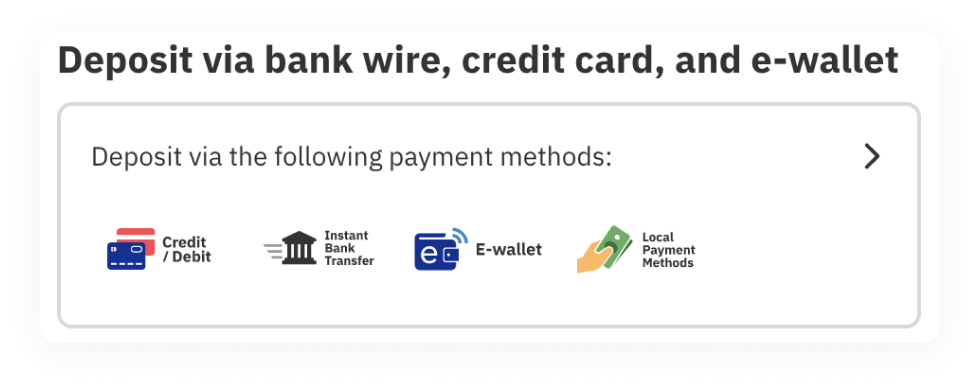 Deposit via bank wire, credit card, and e-wallet
Deposit via the following payment methods:
Credit
/ Debit
Instant
Bank
Transfer
e
E-wallet
Local
Payment
Methods